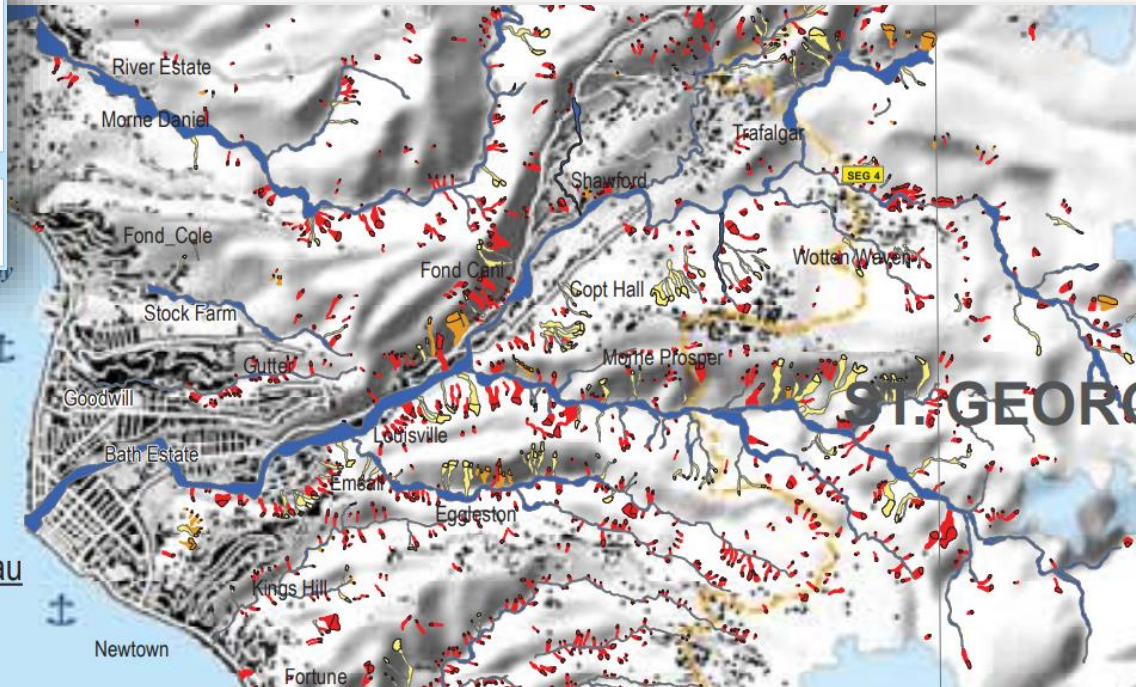 River Estate
Morne Daniel
Trafalgar
SEG 4
Shawford
Fond_Cole
Wotten Waven
Fond Cani
Copt Hall
Stock Farm
Morne Prosper
Gutter
Goodwill
ST. GEORG
Louisville
Bath Estate
Emsall
Eggleston
au
Kings Hill
Newtown
Fortune